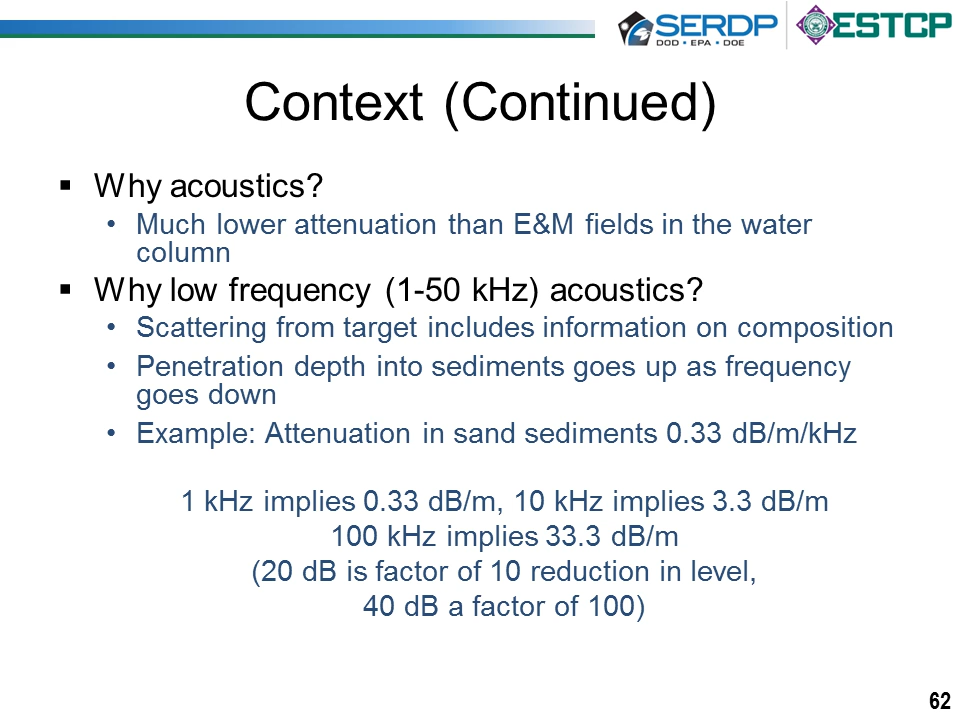 SERDP
DOD • EPA • DOE
ESTCP
Context (Continued)
▪ Why acoustics?
• Much lower attenuation than E&M fields in the water
column
▪ Why low frequency (1-50 kHz) acoustics?
• Scattering from target includes information on composition
• Penetration depth into sediments goes up as frequency
goes down
• Example: Attenuation in sand sediments 0.33 dB/m/kHz
1 kHz implies 0.33 dB/m, 10 kHz implies 3.3 dB/m
100 kHz implies 33.3 dB/m
(20 dB is factor of 10 reduction in level,
40 dB a factor of 100)
62